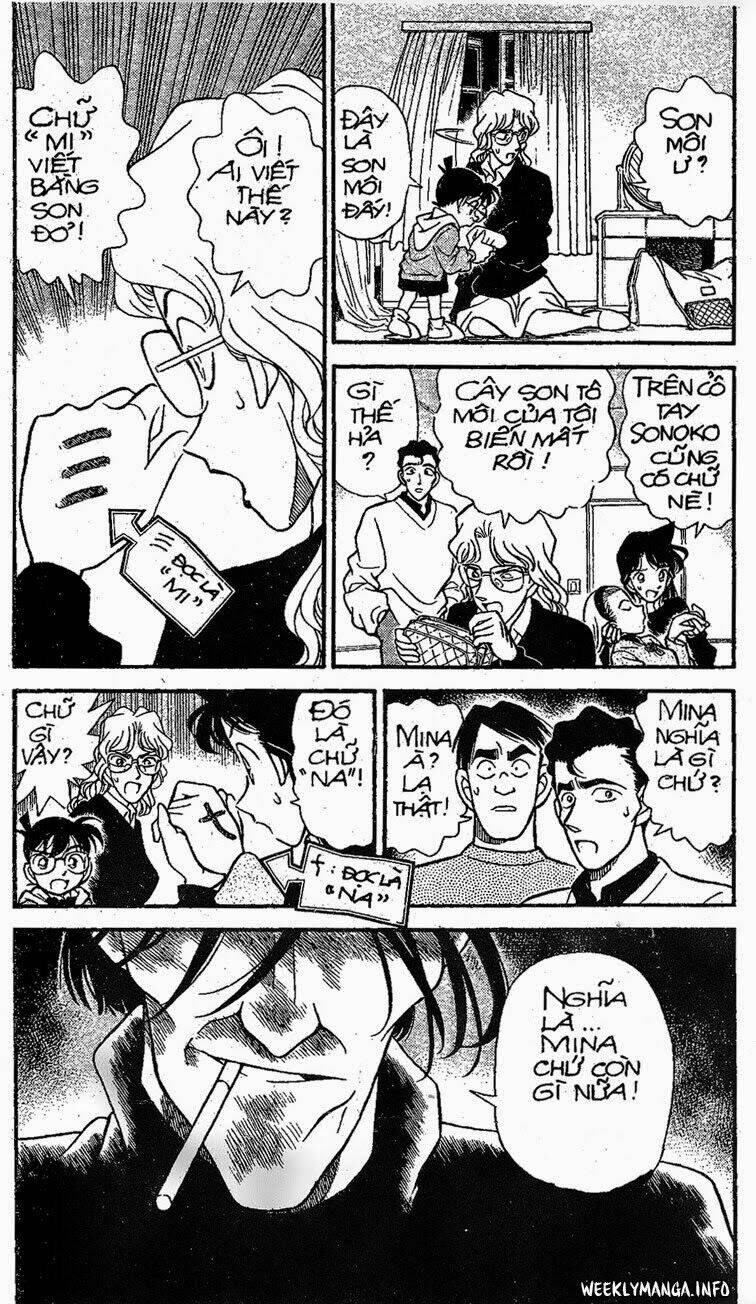 CHỮ
"MI"
VIẾT
BẰNG
SON
ĐỎ!
ÔI!
AI VIẾT
THẾ
NÀY?
三 ĐỌC LÀ
"MI"
ĐÂY
LÀ
SON
MÔI
ĐẤY!
SON
MÔI
Ư?
GÌ
THẾ
HẢ
?
CÂY SON TÔ
MÔI CỦA TÔI
BIẾN MẤT
RỒI!
TRÊN CỔ
TAY
SONOKO
CŨNG
CÓ CHỮ
NÈ!
CHỮ
GÌ
VẬY?
ĐÓ
LÀ
CHỮ
"NA"!
ナ : ĐỌC LÀ
"NA"
MINA
À?
LẠ
THẬT!
MINA
NGHĨA
LÀ GÌ
CHỨ?
NGHĨA
LÀ ...
MINA
CHỨ CÒN
GÌ NỮA!
WEEKLYMANGA.INFO